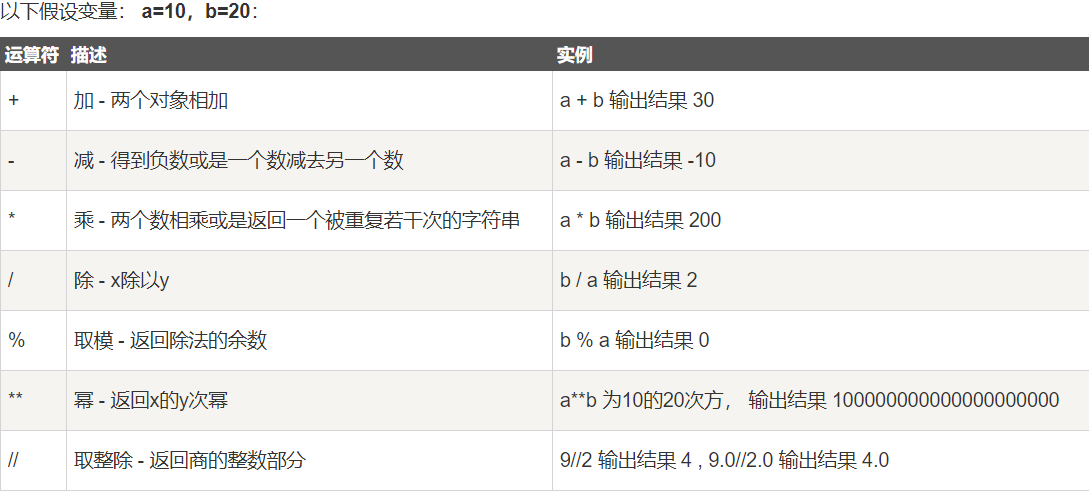 以下假设变量： a=10，b=20：
运算符 描述 实例
+ 加 - 两个对象相加 a + b 输出结果 30
- 减 - 得到负数或是一个数减去另一个数 a - b 输出结果 -10
* 乘 - 两个数相乘或是返回一个被重复若干次的字符串 a * b 输出结果 200
/ 除 - x除以y b / a 输出结果 2
% 取模 - 返回除法的余数 b % a 输出结果 0
** 幂 - 返回x的y次幂 a**b 为10的20次方， 输出结果 100000000000000000000
// 取整除 - 返回商的整数部分 9//2 输出结果 4 , 9.0//2.0 输出结果 4.0